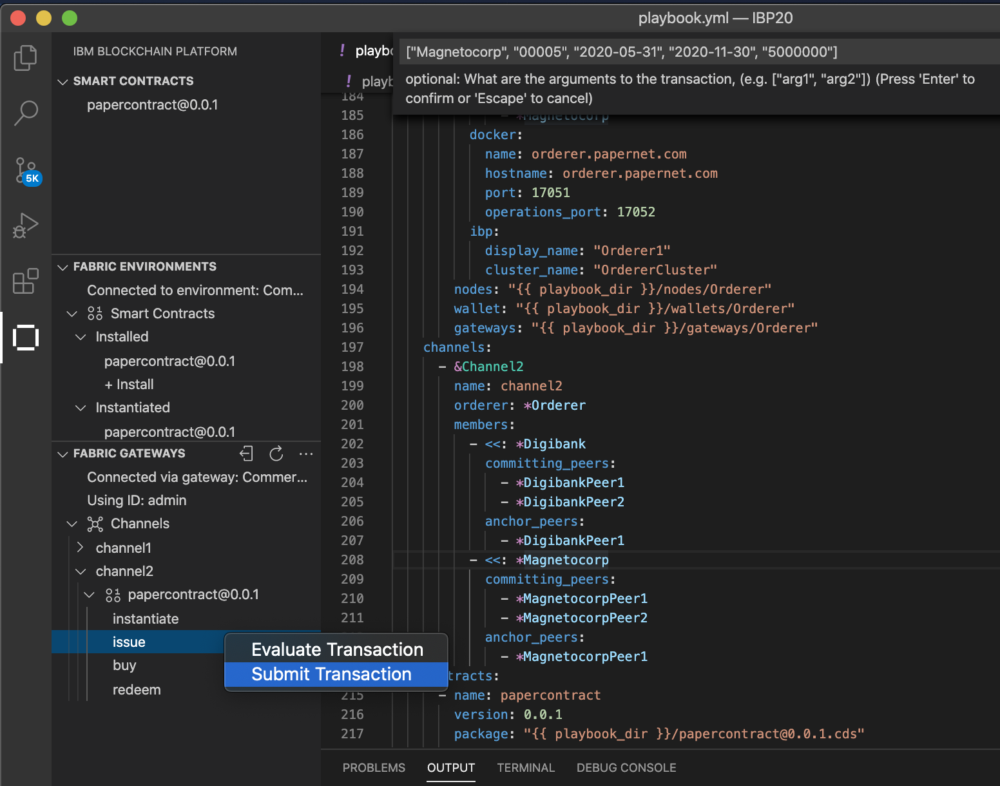 playbook.yml — IBP20
IBM BLOCKCHAIN PLATFORM
SMART CONTRACTS
papercontract@0.0.1
5K
FABRIC ENVIRONMENTS
Connected to environment: Com...
Smart Contracts
Installed
papercontract@0.0.1
+ Install
Instantiated
papercontract@0.0.1
FABRIC GATEWAYS
Connected via gateway: Commer...
Using ID: admin
Channels
channel1
channel2
papercontract@0.0.1
instantiate
issue
buy
redeem
Evaluate Transaction
Submit Transaction
! playbo
! playb
["Magnetocorp", "00005", "2020-05-31", "2020-11-30", "5000000"]
optional: What are the arguments to the transaction, (e.g. ["arg1", "arg2"]) (Press 'Enter' to
confirm or 'Escape' to cancel)
184
185 - *Magnetocorp
186 docker:
187 name: orderer.papernet.com
188 hostname: orderer.papernet.com
189 port: 17051
190 operations_port: 17052
191 ibp:
192 display_name: "Orderer1"
193 cluster_name: "OrdererCluster"
194 nodes: "{{ playbook_dir }}/nodes/Orderer"
195 wallet: "{{ playbook_dir }}/wallets/Orderer"
196 gateways: "{{ playbook_dir }}/gateways/Orderer"
197 channels:
198 - &Channel2
199 name: channel2
200 orderer: *Orderer
201 members:
202 - <<: *Digibank
203 committing_peers:
204 - *DigibankPeer1
205 - *DigibankPeer2
206 anchor_peers:
207 - *DigibankPeer1
208 - <<: *Magnetocorp
209 committing_peers:
210 - *MagnetocorpPeer1
211 - *MagnetocorpPeer2
anchor_peers:
- *MagnetocorpPeer1
tracts:
215 - name: papercontract
216 version: 0.0.1
217 package: "{{ playbook_dir }}/papercontract@0.0.1.cds"
PROBLEMS OUTPUT TERMINAL DEBUG CONSOLE